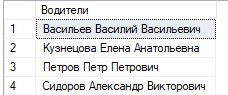 Водители
1 Васильев Василий Васильевич
2 Кузнецова Елена Анатольевна
3 Петров Петр Петрович
4 Сидоров Александр Викторович